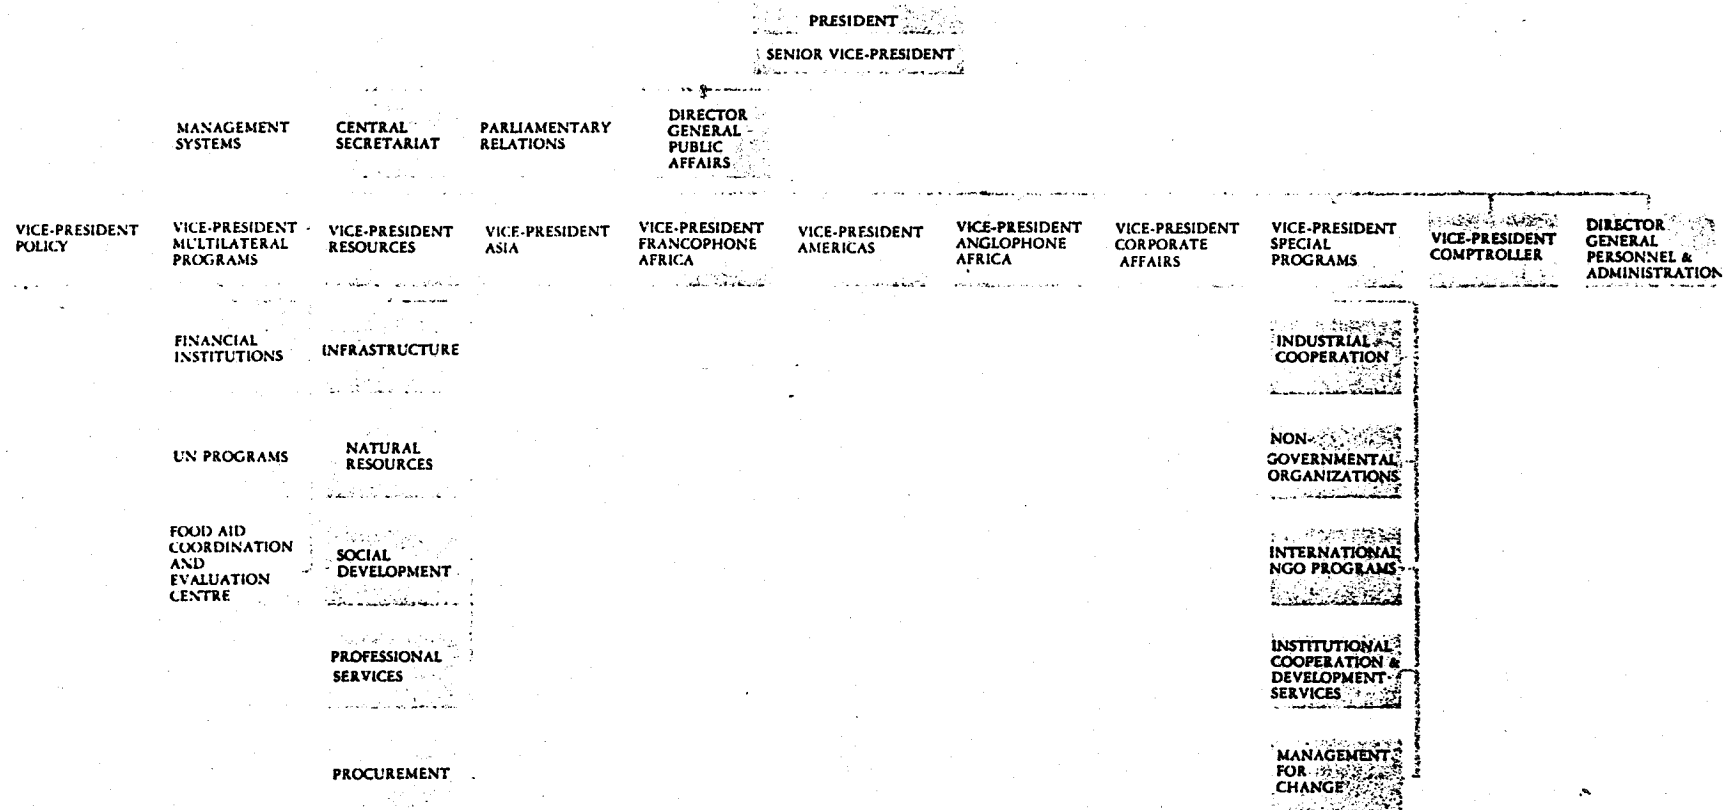 PRESIDENT
SENIOR VICE-PRESIDENT
MANAGEMENT
SYSTEMS
CENTRAL
SECRETARIAT
PARLIAMENTARY
RELATIONS
DIRECTOR
GENERAL
PUBLIC
AFFAIRS
VICE-PRESIDENT
POLICY
VICE-PRESIDENT
MULTILATERAL
PROGRAMS
VICE-PRESIDENT
RESOURCES
VICE-PRESIDENT
ASIA
VICE-PRESIDENT
FRANCOPHONE
AFRICA
VICE-PRESIDENT
AMERICAS
VICE-PRESIDENT
ANGLOPHONE
AFRICA
VICE-PRESIDENT
CORPORATE
AFFAIRS
VICE-PRESIDENT
SPECIAL
PROGRAMS
VICE-PRESIDENT
COMPTROLLER
DIRECTOR
GENERAL
PERSONNEL &
ADMINISTRATION
FINANCIAL
INSTITUTIONS
INFRASTRUCTURE
INDUSTRIAL
COOPERATION
UN PROGRAMS
NATURAL
RESOURCES
NON-
GOVERNMENTAL
ORGANIZATIONS
FOOD AID
COORDINATION
AND
EVALUATION
CENTRE
SOCIAL
DEVELOPMENT
INTERNATIONAL
NGO PROGRAMS
PROFESSIONAL
SERVICES
INSTITUTIONAL
COOPERATION &
DEVELOPMENT
SERVICES
PROCUREMENT
MANAGEMENT
FOR
CHANGE